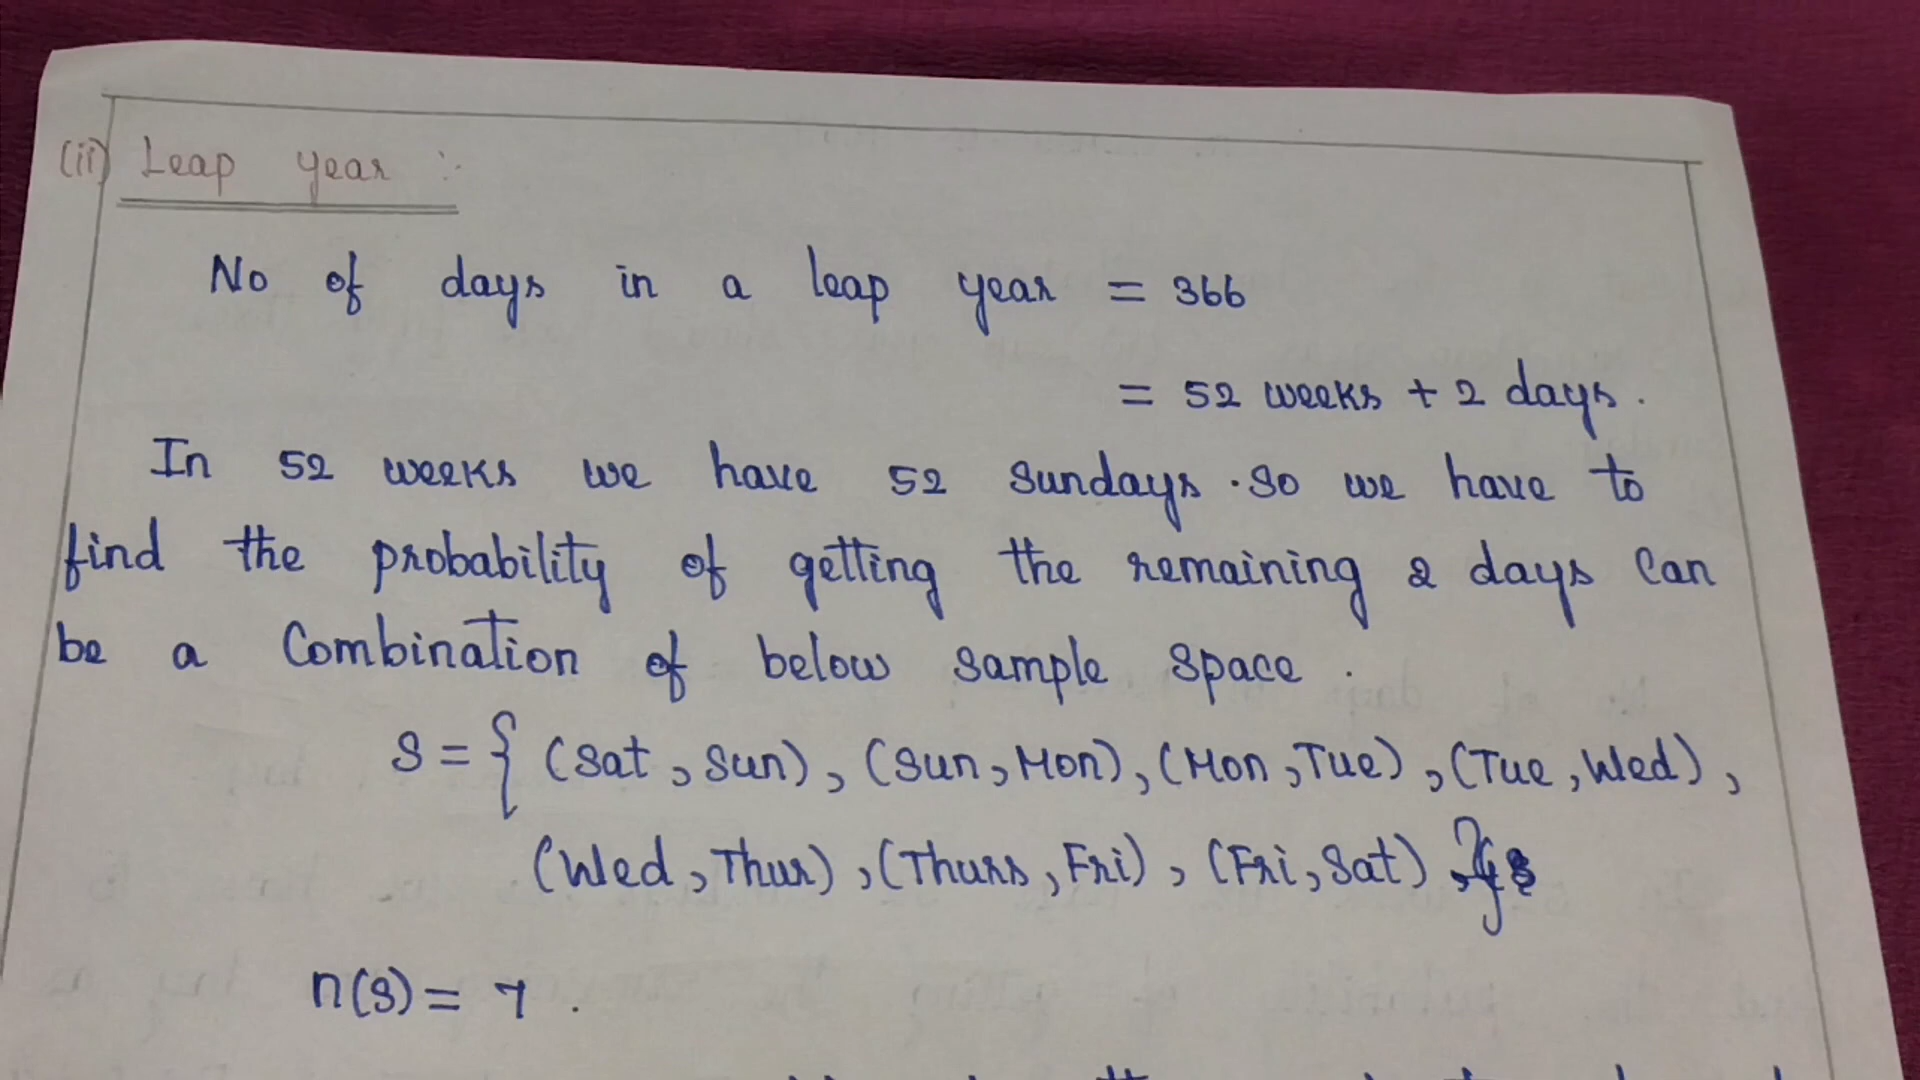 (ii) Leap year :-
No of days in a leap year = 366
= 52 weeks + 2 days.
In 52 weeks we have 52 Sundays. So we have to
find the probability of getting the remaining 2 days can
be a combination of below sample space.
S = { (Sat, Sun), (Sun, Mon), (Mon, Tue), (Tue, Wed),
(Wed, Thur), (Thurs, Fri), (Fri, Sat) }
n(S) = 7.